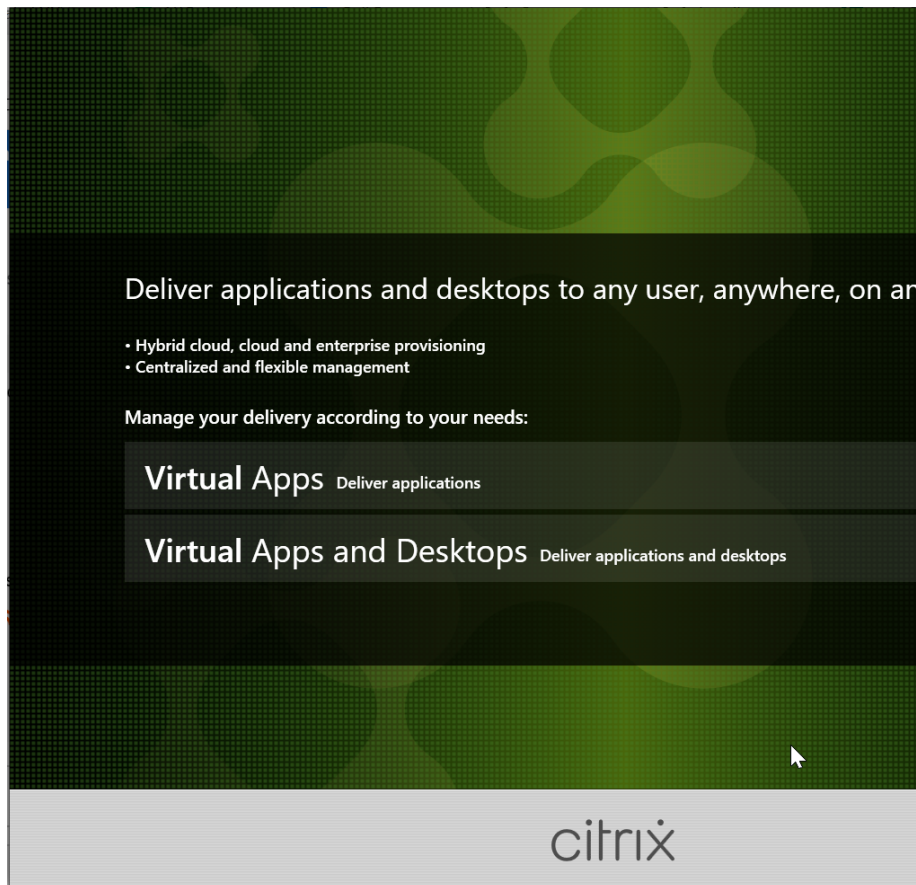 Deliver applications and desktops to any user, anywhere, on
• Hybrid cloud, cloud and enterprise provisioning
• Centralized and flexible management
Manage your delivery according to your needs:
Virtual Apps Deliver applications
Virtual Apps and Desktops Deliver applications and desktops
citrix